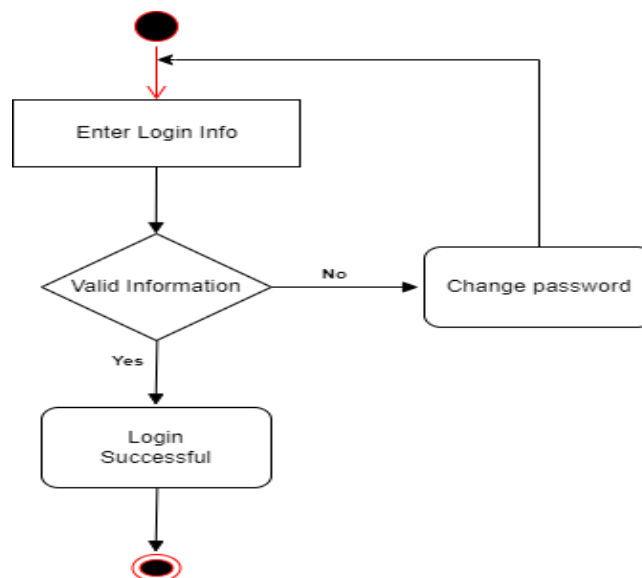 Enter Login Info
Valid Information
No
Change password
Yes
Login
Successful